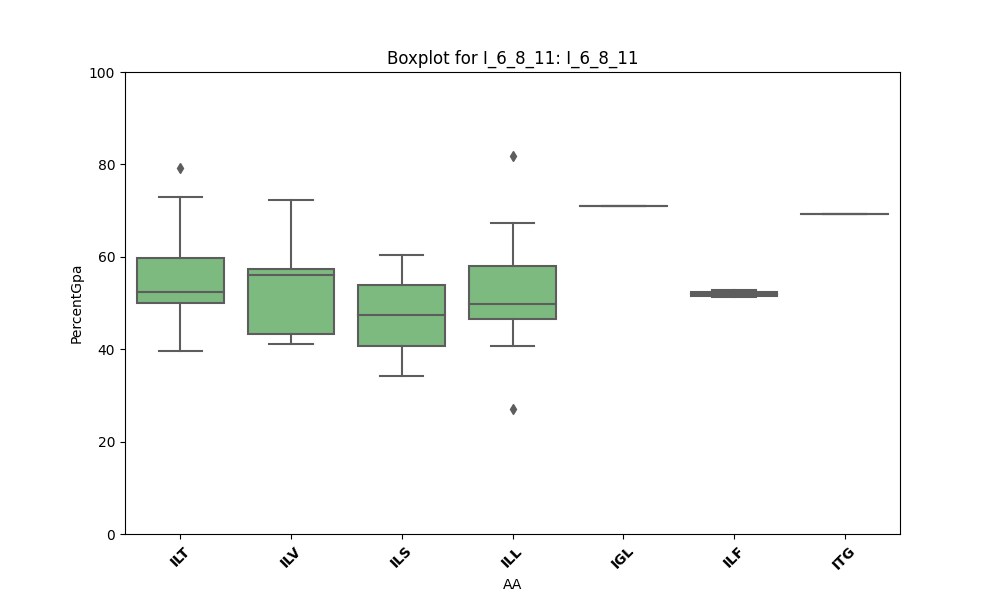 Boxplot for I_6_8_11: I_6_8_11
100
80
60
40
20
0
PercentGpa
ILT
ILV
ILS
ILL
IGL
ILF
ITG
AA